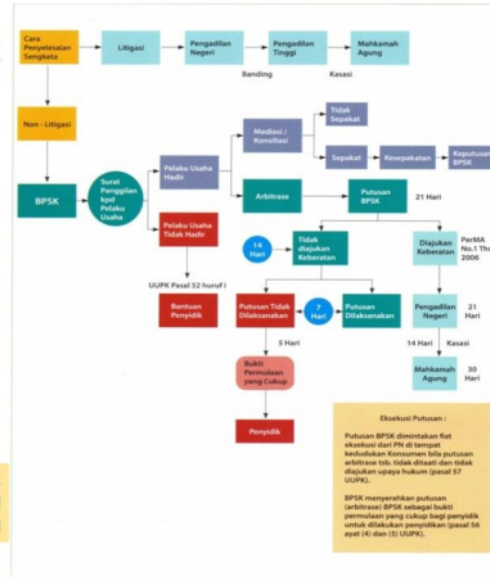 Cara
Penyelesaian
Sengketa
Litigasi
Pengadilan
Negeri
Pengadilan
Tinggi
Mahkamah
Agung
Banding
Kasasi
Non - Litigasi
BPSK
Surat
Panggilan
kpd
Pelaku
Usaha
Pelaku Usaha
Hadir
Pelaku Usaha
Tidak Hadir
Mediasi /
Konsiliasi
Tidak
Sepakat
Sepakat
Kesepakatan
Keputusan
BPSK
Arbitrase
Putusan
BPSK
21 Hari
14
Hari
Tidak
diajukan
Keberatan
Diajukan
Keberatan
PerMA
No.1 Thn
2006
UUPK Pasal 52 huruf i
Bantuan
Penyidik
Putusan Tidak
Dilaksanakan
7
Hari
Putusan
Dilaksanakan
Pengadilan
Negeri
21
Hari
5 Hari
14 Hari
Kasasi
Bukti
Permulaan
yang Cukup
Mahkamah
Agung
30
Hari
Penyidik
Eksekusi Putusan :
Putusan BPSK dimintakan fiat
eksekusi dari PN di tempat
kedudukan Konsumen bila putusan
arbitrase tsb. tidak ditaati dan tidak
diajukan upaya hukum (pasal 57
UUPK).
BPSK menyerahkan putusan
(arbitrase) BPSK sebagai bukti
permulaan yang cukup bagi penyidik
untuk dilakukan penyidikan (pasal 56
ayat (4) dan (5) UUPK).